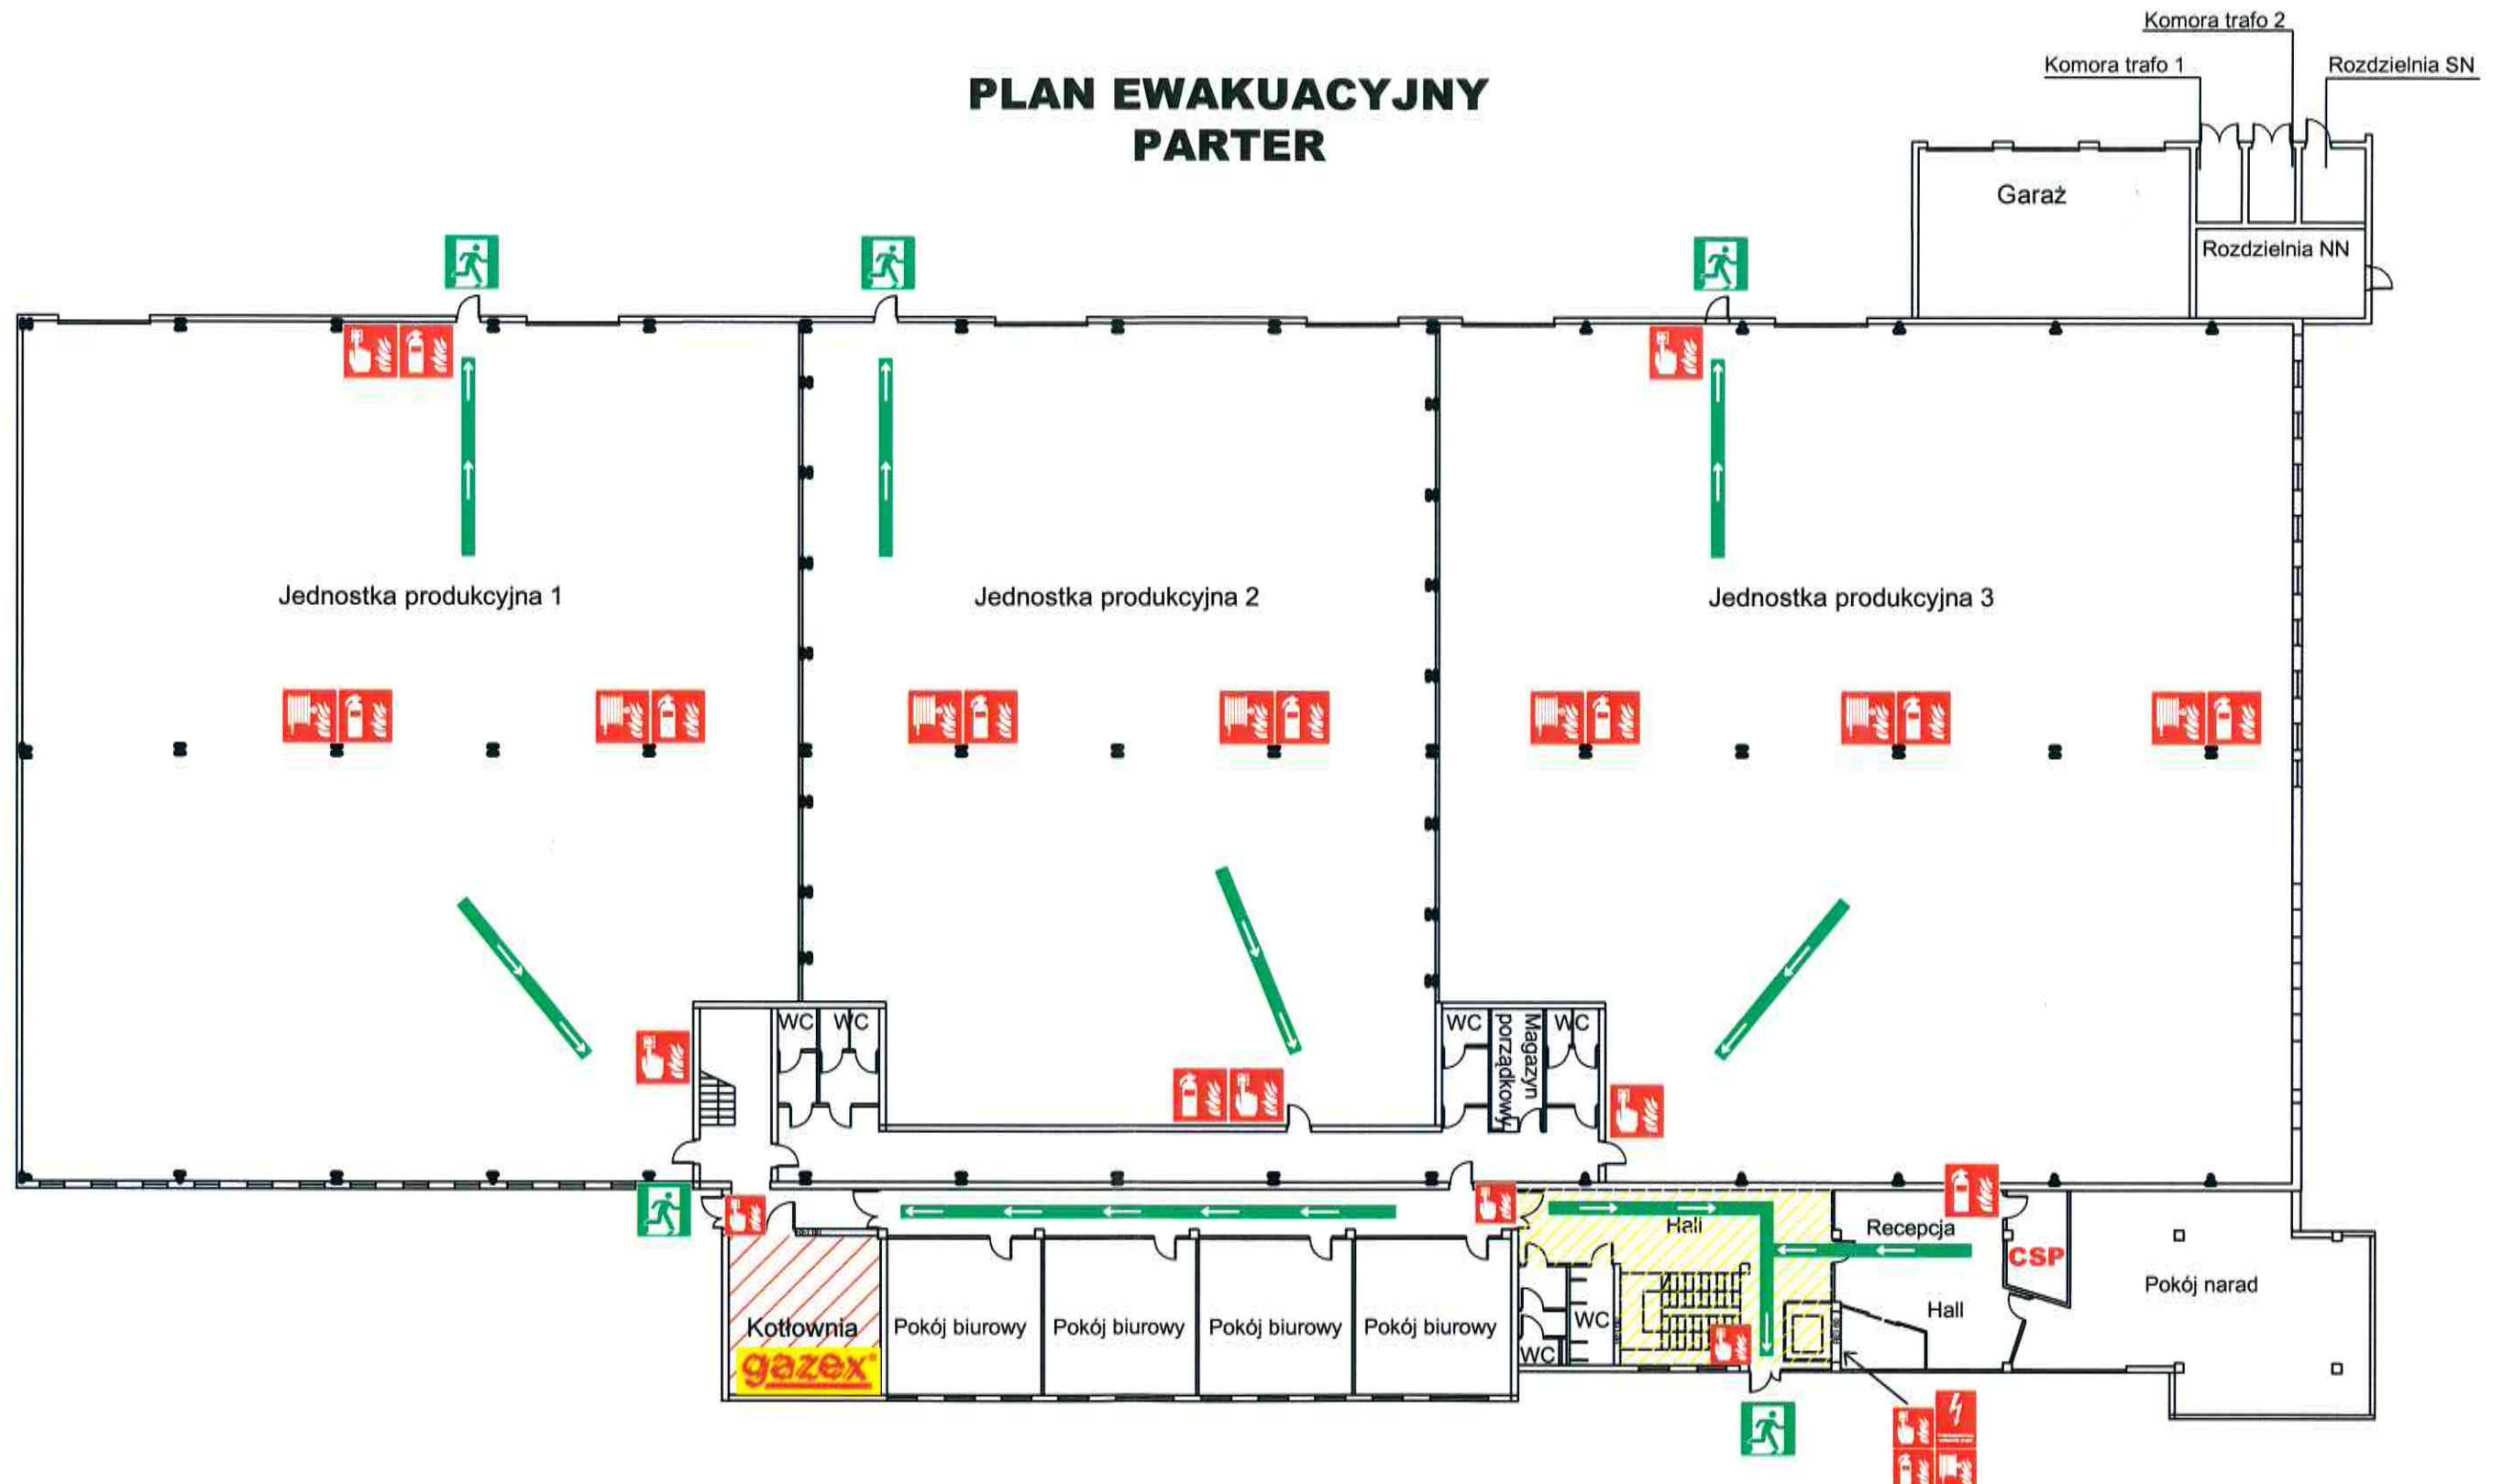 Komora trafo 2
Komora trafo 1
Rozdzielnia SN
PLAN EWAKUACYJNY
PARTER
Garaż
Rozdzielnia NN
Jednostka produkcyjna 1
Jednostka produkcyjna 2
Jednostka produkcyjna 3
WC
WC
WC
Magazyn
porządkowy
WC
Hall
Recepcja
CSP
Pokój narad
Hall
Kotłownia
gazex
Pokój biurowy
Pokój biurowy
Pokój biurowy
Pokój biurowy
WC
WC